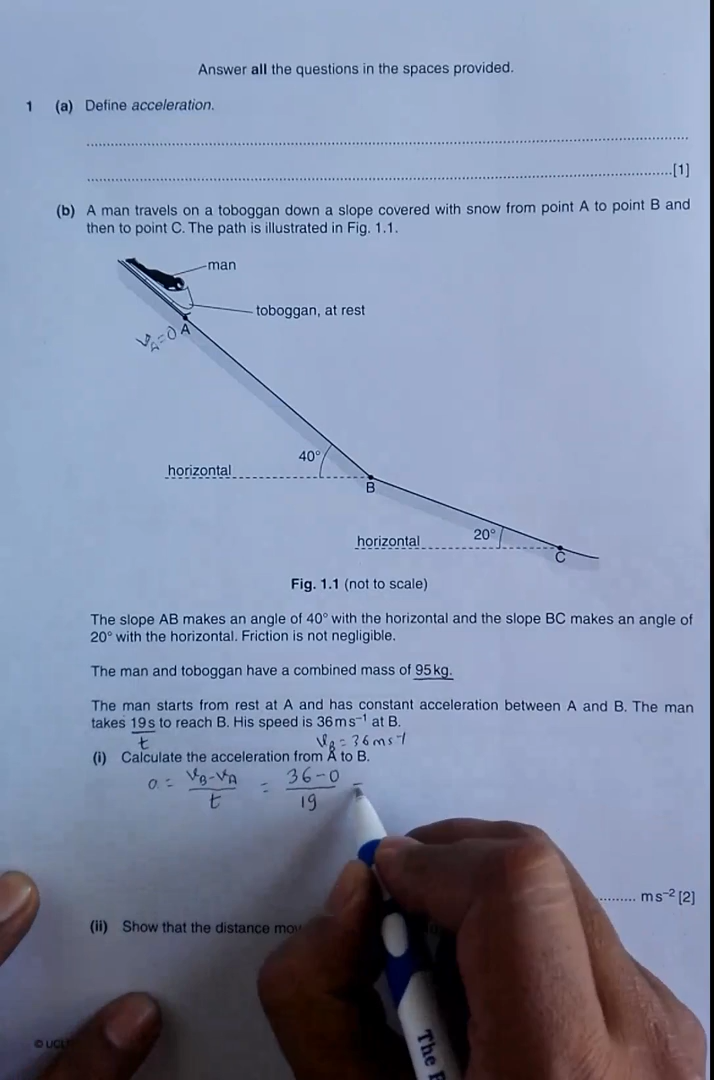 Answer all the questions in the spaces provided.
1 (a) Define acceleration.
[1]
(b) A man travels on a toboggan down a slope covered with snow from point A to point B and
then to point C. The path is illustrated in Fig. 1.1.
man
toboggan, at rest
V_A=0 A
40°
horizontal
B
20°
horizontal
C
Fig. 1.1 (not to scale)
The slope AB makes an angle of 40° with the horizontal and the slope BC makes an angle of
20° with the horizontal. Friction is not negligible.
The man and toboggan have a combined mass of 95 kg.
The man starts from rest at A and has constant acceleration between A and B. The man
takes 19 s to reach B. His speed is 36 m s⁻¹ at B.
t V_B = 36 ms⁻¹
(i) Calculate the acceleration from A to B.
a = (V_B - V_A)/t = (36-0)/19 =
m s⁻² [2]
(ii) Show that the distance
The